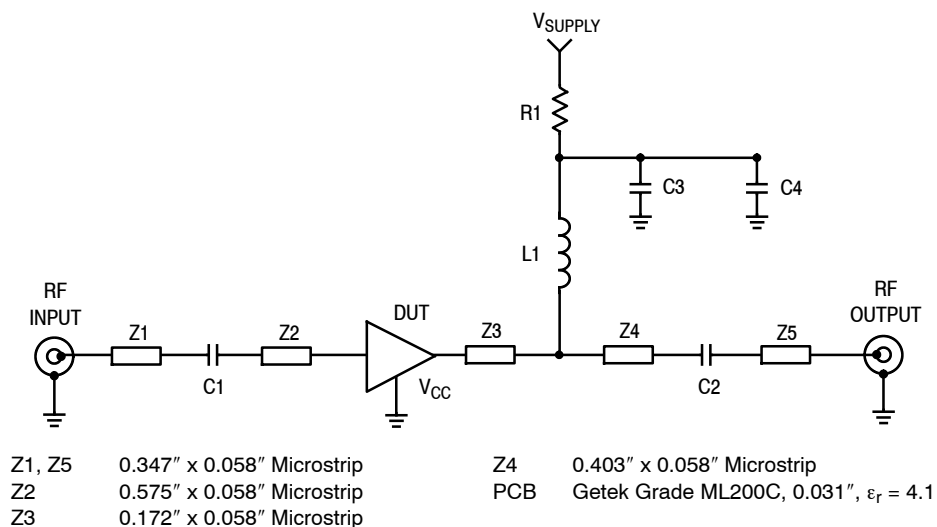 VSUPPLY
R1
C3
C4
L1
RF
INPUT
RF
OUTPUT
DUT
Z1
Z2
Z3
Z4
Z5
C1
VCC
C2
Z1, Z5 0.347″ x 0.058″ Microstrip
Z2 0.575″ x 0.058″ Microstrip
Z3 0.172″ x 0.058″ Microstrip
Z4 0.403″ x 0.058″ Microstrip
PCB Getek Grade ML200C, 0.031″, εr = 4.1